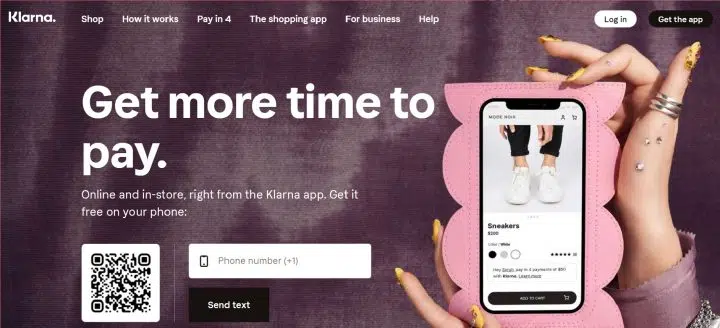 Klarna.
Shop
How it works
Pay in 4
The shopping app
For business
Help
Log in
Get the app
Get more time to
pay.
Online and in-store, right from the Klarna app. Get it
free on your phone:
Phone number (+1)
Send text
MODE NOIR
Sneakers
$200
Color / White
Hey Sarah, pay in 4 payments of $50
with Klarna. Learn more
ADD TO CART